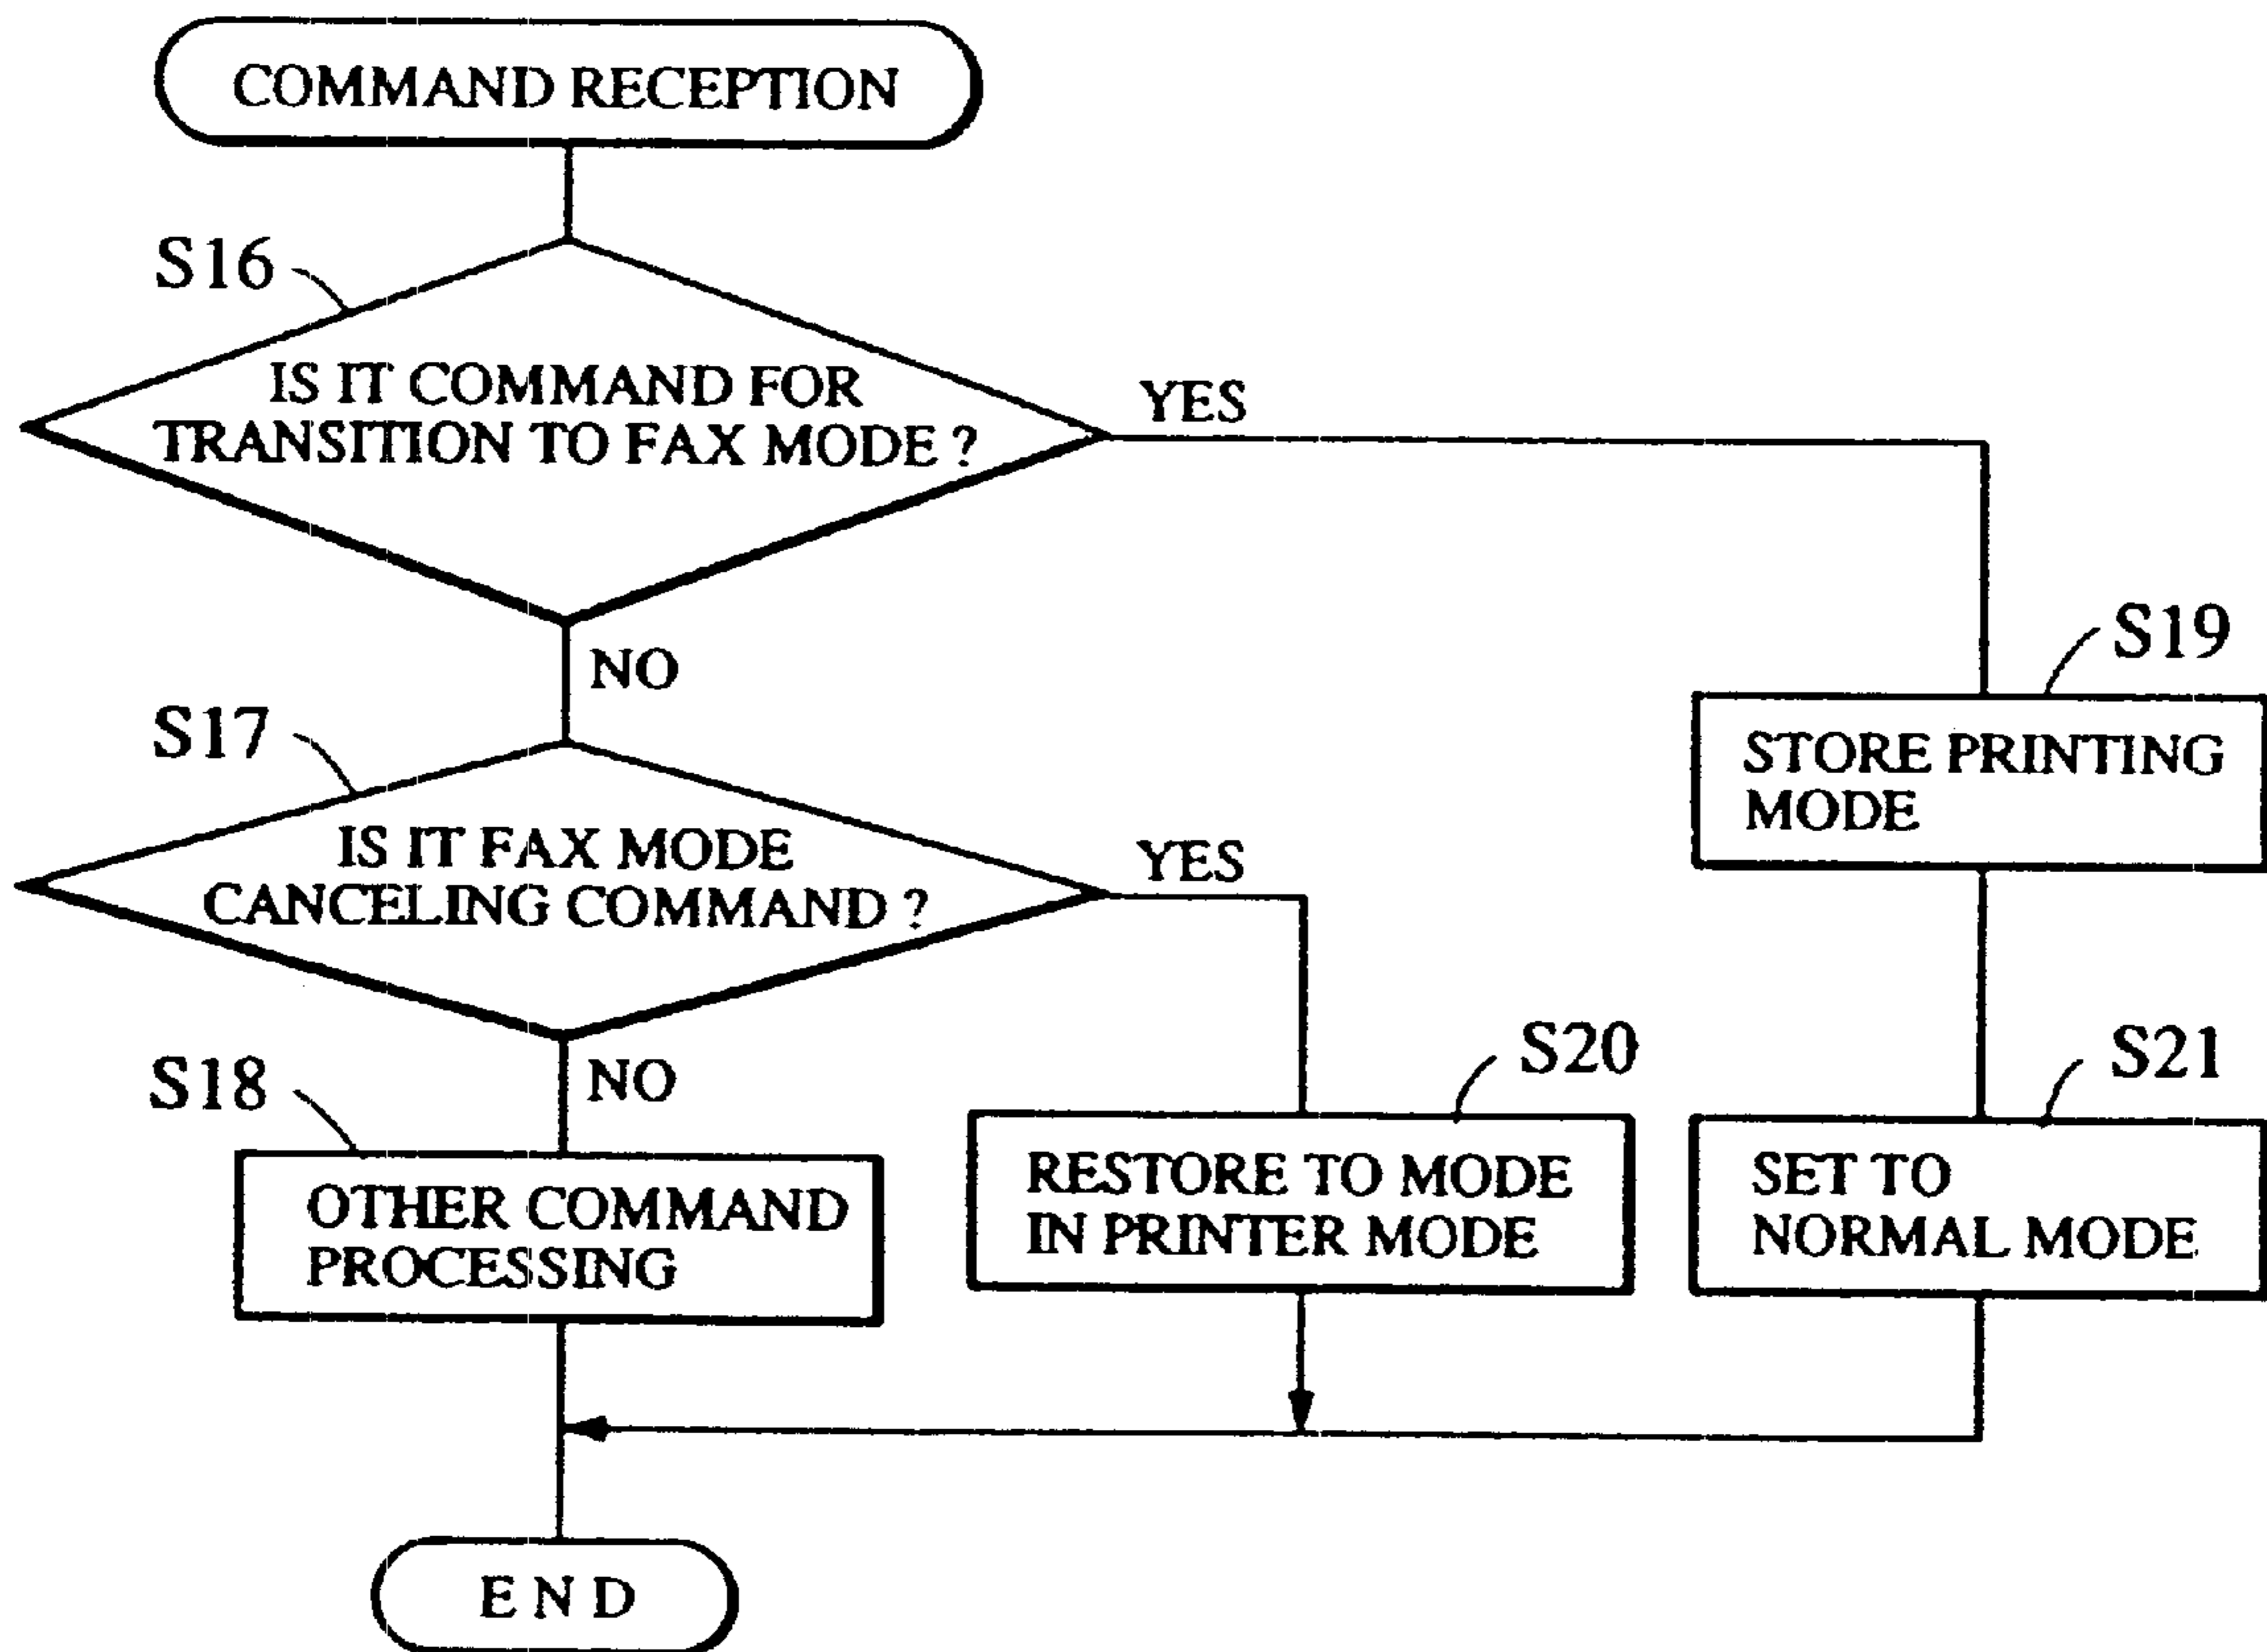 COMMAND RECEPTION
S16
IS IT COMMAND FOR
TRANSITION TO FAX MODE ?
YES
NO
S19
STORE PRINTING
MODE
S17
IS IT FAX MODE
CANCELING COMMAND ?
YES
NO
S18
OTHER COMMAND
PROCESSING
S20
RESTORE TO MODE
IN PRINTER MODE
S21
SET TO
NORMAL MODE
END